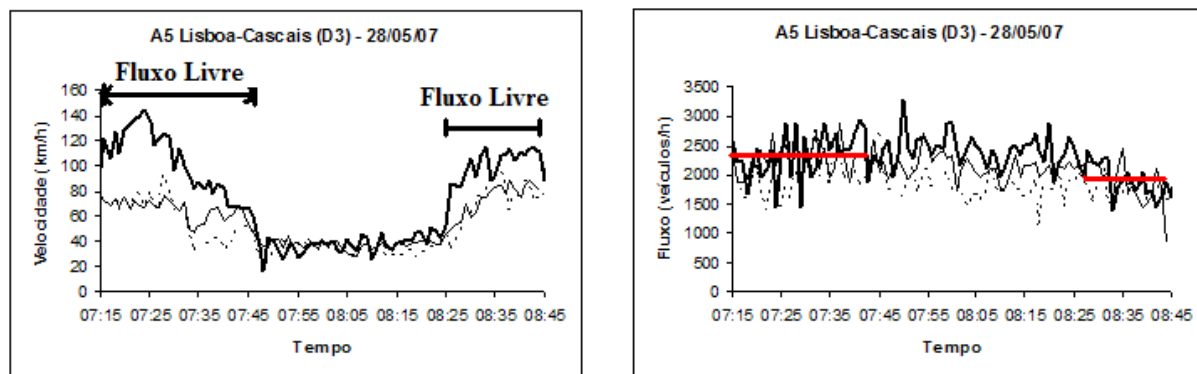 A5 Lisboa-Cascais (D3) - 28/05/07
Fluxo Livre
Fluxo Livre
Velocidade (km/h)
160
140
120
100
80
60
40
20
0
07:15 07:25 07:35 07:45 07:55 08:05 08:15 08:25 08:35 08:45
Tempo
A5 Lisboa-Cascais (D3) - 28/05/07
Fluxo (veículos/h)
3500
3000
2500
2000
1500
1000
500
0
07:15 07:25 07:35 07:45 07:55 08:05 08:15 08:25 08:35 08:45
Tempo